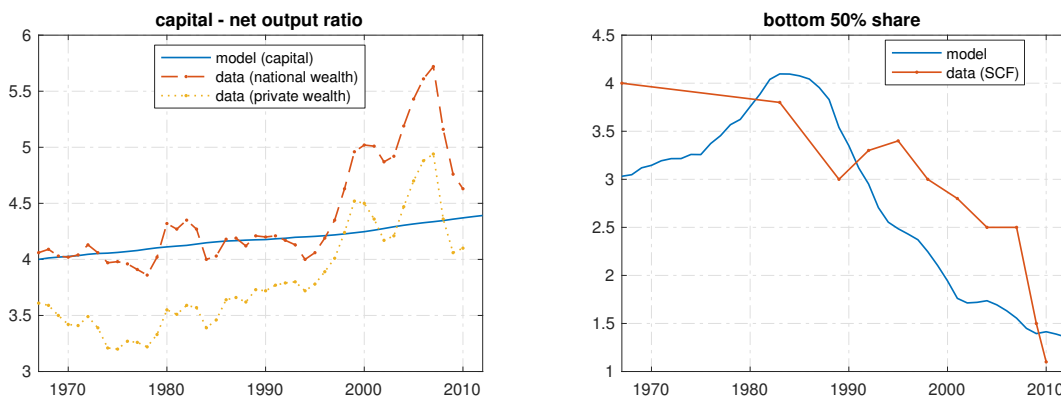 capital - net output ratio
6
5.5
5
4.5
4
3.5
3
model (capital)
data (national wealth)
data (private wealth)
1970 1980 1990 2000 2010
bottom 50% share
4.5
4
3.5
3
2.5
2
1.5
1
model
data (SCF)
1970 1980 1990 2000 2010